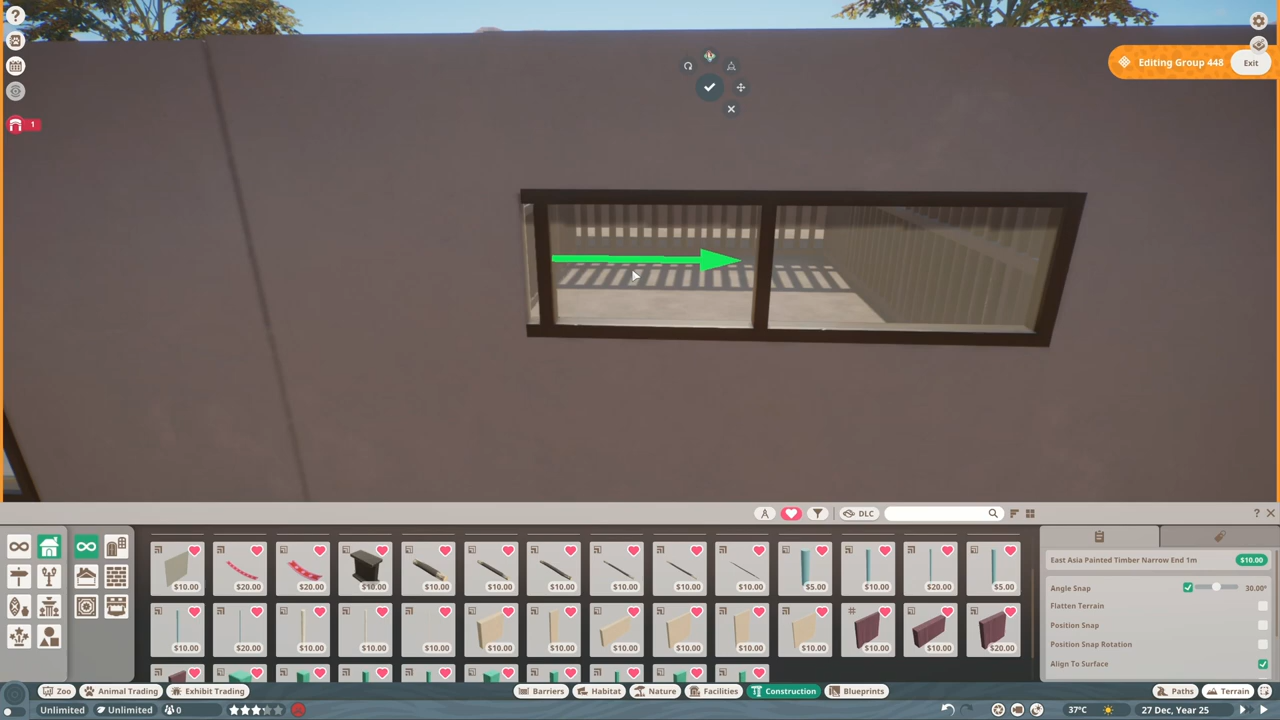 Editing Group 448
Exit
1
DLC
$10.00 $20.00 $20.00 $10.00 $10.00 $10.00 $10.00 $10.00 $10.00 $10.00 $5.00 $10.00 $20.00 $10.00
$10.00 $20.00 $10.00 $10.00 $10.00 $10.00 $10.00 $10.00 $10.00 $10.00 $10.00 $10.00 $10.00 $20.00
East Asia Painted Timber Narrow End 1m $10.00
Angle Snap 30.00°
Flatten Terrain
Position Snap
Position Snap Rotation
Align To Surface
Zoo Animal Trading Exhibit Trading Barriers Habitat Nature Facilities Construction Blueprints Paths Terrain
Unlimited Unlimited 0 37°C 27 Dec, Year 25